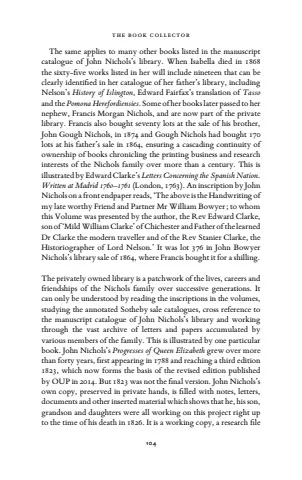 THE BOOK COLLECTOR
The same applies to many other books listed in the manuscript
catalogue of John Nichols's library. When Isabella died in 1868
the sixty-five works listed in her will include nineteen that can be
clearly identified in her catalogue of her father's library, including
Nelson's History of Islington, Edward Fairfax's translation of Tasso
and the Pomona Herefordiensis. Some of her books later passed to her
nephew, Francis Morgan Nichols, and are now part of the private
library. Francis also bought seventy lots at the sale of his brother,
John Gough Nichols, in 1874 and Gough Nichols had bought 170
lots at his father's sale in 1864, ensuring a cascading continuity of
ownership of books chronicling the printing business and research
interests of the Nichols family over more than a century. This is
illustrated by Edward Clarke's Letters Concerning the Spanish Nation.
Written at Madrid 1760–1761 (London, 1763). An inscription by John
Nichols on a front endpaper reads, 'The above is the Handwriting of
my late worthy Friend and Partner Mr William Bowyer; to whom
this Volume was presented by the author, the Rev Edward Clarke,
son of "Mild William Clarke' of Chichester and Father of the learned
Dr Clarke the modern traveller and of the Rev Stanier Clarke, the
Historiographer of Lord Nelson.' It was lot 376 in John Bowyer
Nichols's library sale of 1864, where Francis bought it for a shilling.
The privately owned library is a patchwork of the lives, careers and
friendships of the Nichols family over successive generations. It
can only be understood by reading the inscriptions in the volumes,
studying the annotated Sotheby sale catalogues, cross reference to
the manuscript catalogue of John Nichols's library and working
through the vast archive of letters and papers accumulated by
various members of the family. This is illustrated by one particular
book. John Nichols's Progresses of Queen Elizabeth grew over more
than forty years, first appearing in 1788 and reaching a third edition
1823, which now forms the basis of the revised edition published
by OUP in 2014. But 1823 was not the final version. John Nichols's
own copy, preserved in private hands, is filled with notes, letters,
documents and other inserted material which shows that he, his son,
grandson and daughters were all working on this project right up
to the time of his death in 1826. It is a working copy, a research file
104